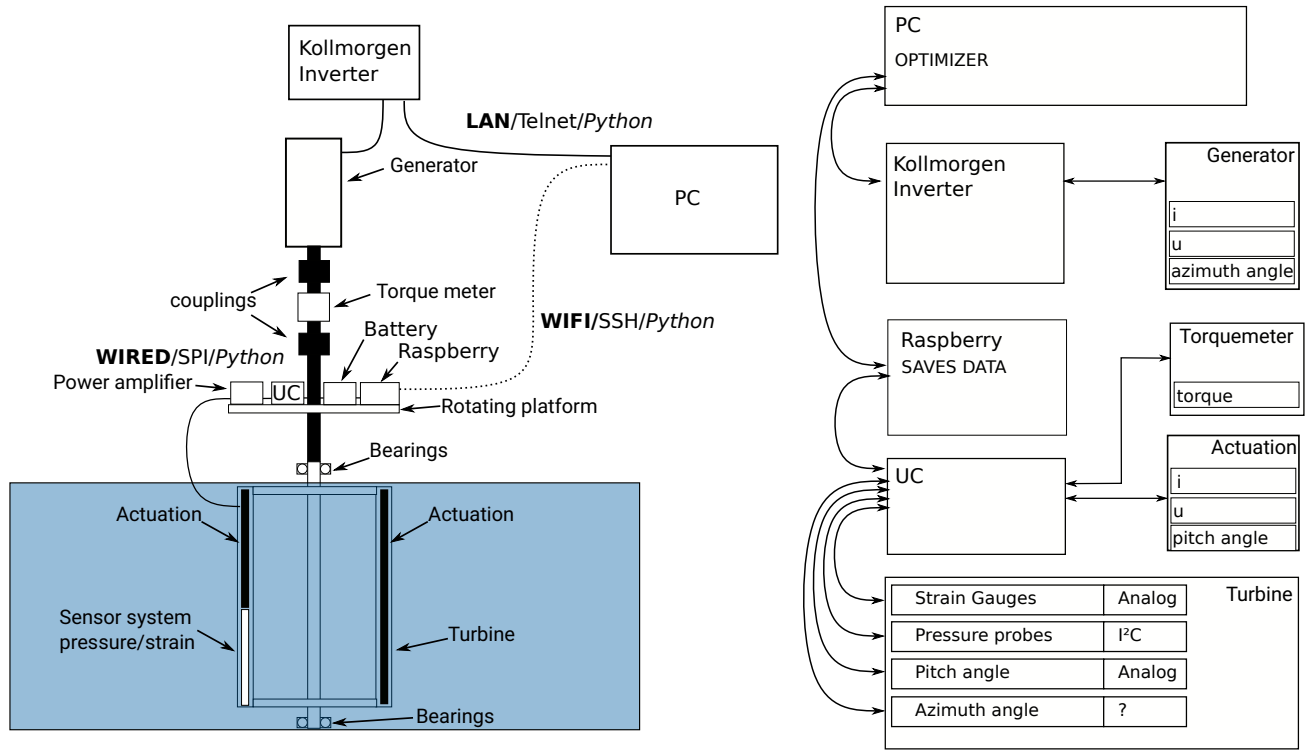 Kollmorgen
Inverter
LAN/Telnet/Python
Generator
PC
couplings
Torque meter
WIFI/SSH/Python
Battery
WIRED/SPI/Python
Raspberry
Power amplifier
UC
Rotating platform
Bearings
Actuation
Actuation
Sensor system
pressure/strain
Turbine
Bearings
PC
OPTIMIZER
Kollmorgen
Inverter
Generator
i
u
azimuth angle
Raspberry
SAVES DATA
Torquemeter
torque
UC
Actuation
i
u
pitch angle
Turbine
Strain Gauges Analog
Pressure probes I²C
Pitch angle Analog
Azimuth angle ?